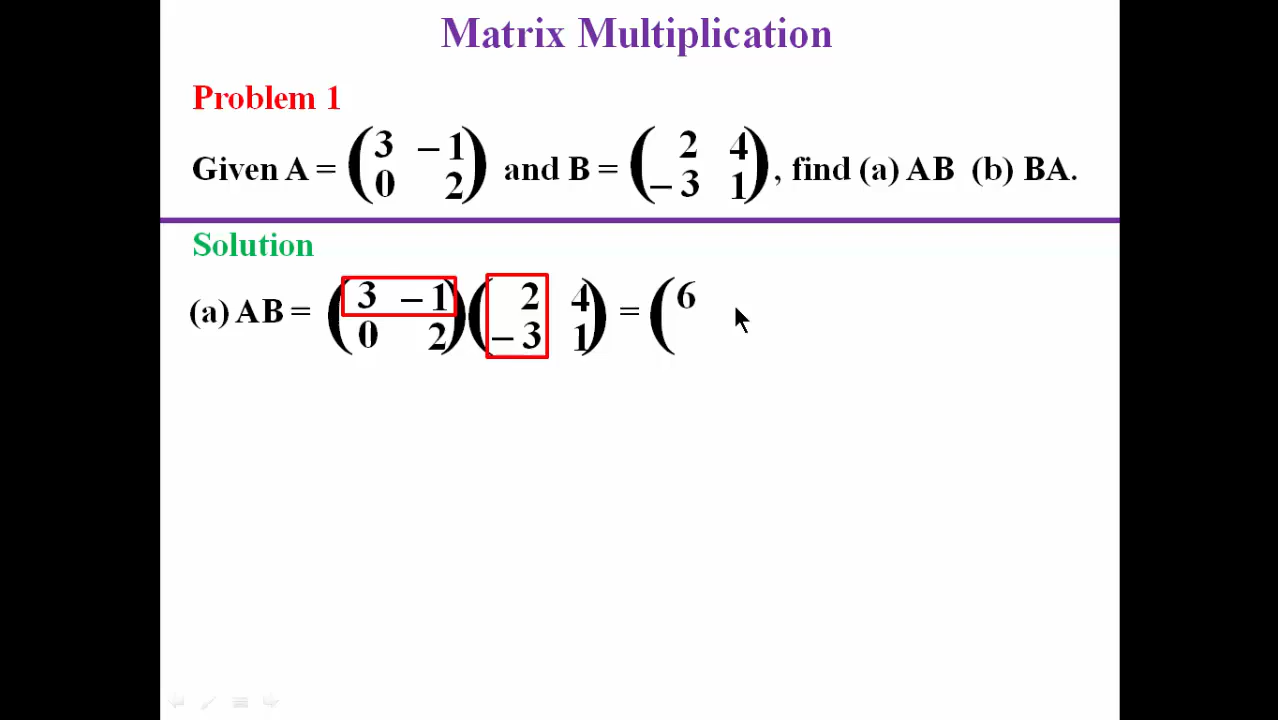 Matrix Multiplication
Problem 1
Given A = (3 – 1
0 2) and B = (2 4
– 3 1), find (a) AB (b) BA.
Solution
(a) AB = (3 – 1
0 2)(2 4
– 3 1) = (6